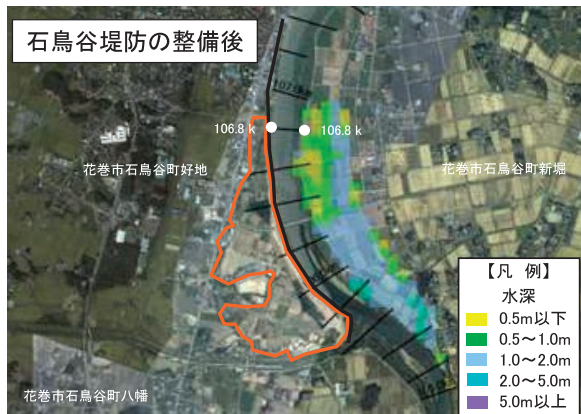 石鳥谷堤防の整備後
106.8 k
106.8 k
花巻市石鳥谷町好地
花巻市石鳥谷町新堀
花巻市石鳥谷町八幡
【凡 例】
水深
0.5m以下
0.5～1.0m
1.0～2.0m
2.0～5.0m
5.0m以上